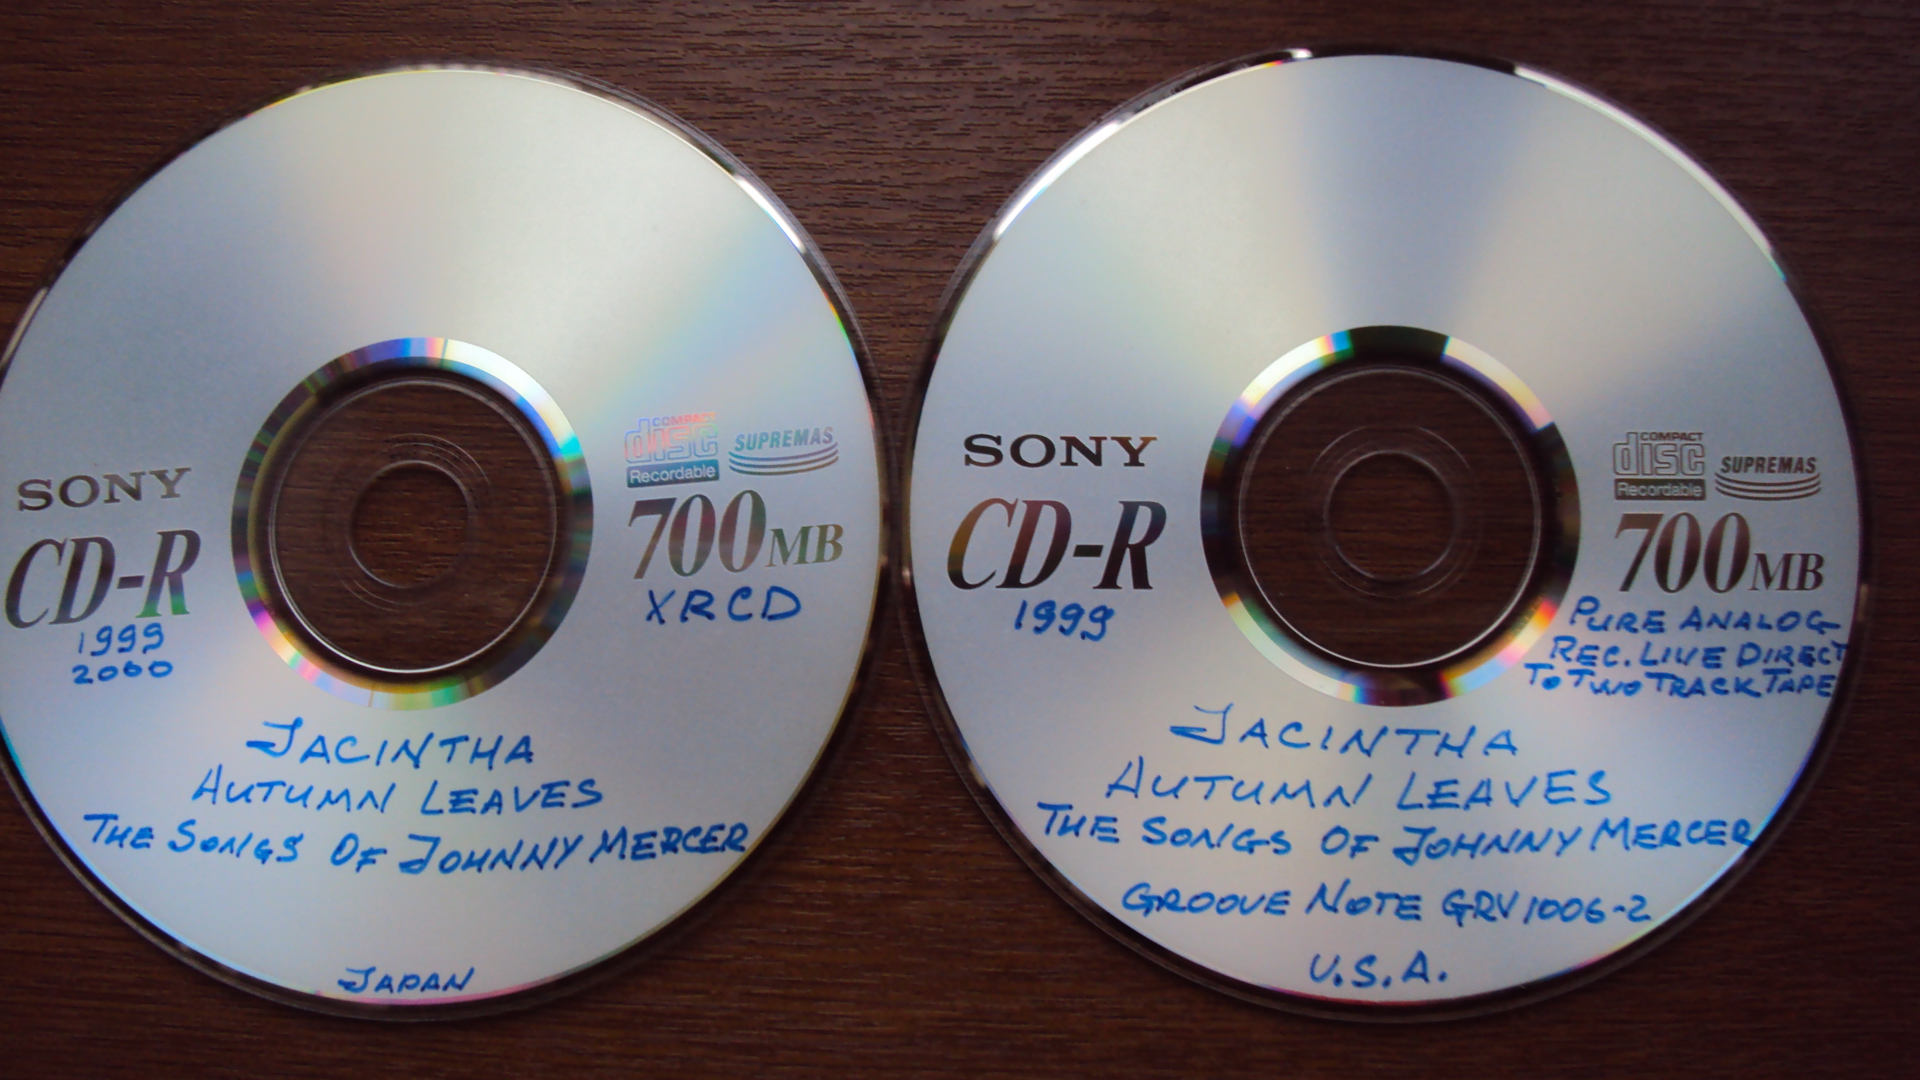 SONY
CD-R
1999
2000
COMPACT
disc
Recordable
SUPREMAS
700MB
XRCD
JACINTHA
AUTUMN LEAVES
THE SONGS OF JOHNNY MERCER
JAPAN
SONY
CD-R
1999
COMPACT
disc
Recordable
SUPREMAS
700MB
PURE ANALOG
REC. LIVE DIRECT
TO TWO TRACK TAPE
JACINTHA
AUTUMN LEAVES
THE SONGS OF JOHNNY MERCER
GROOVE NOTE GRV1006-2
U.S.A.